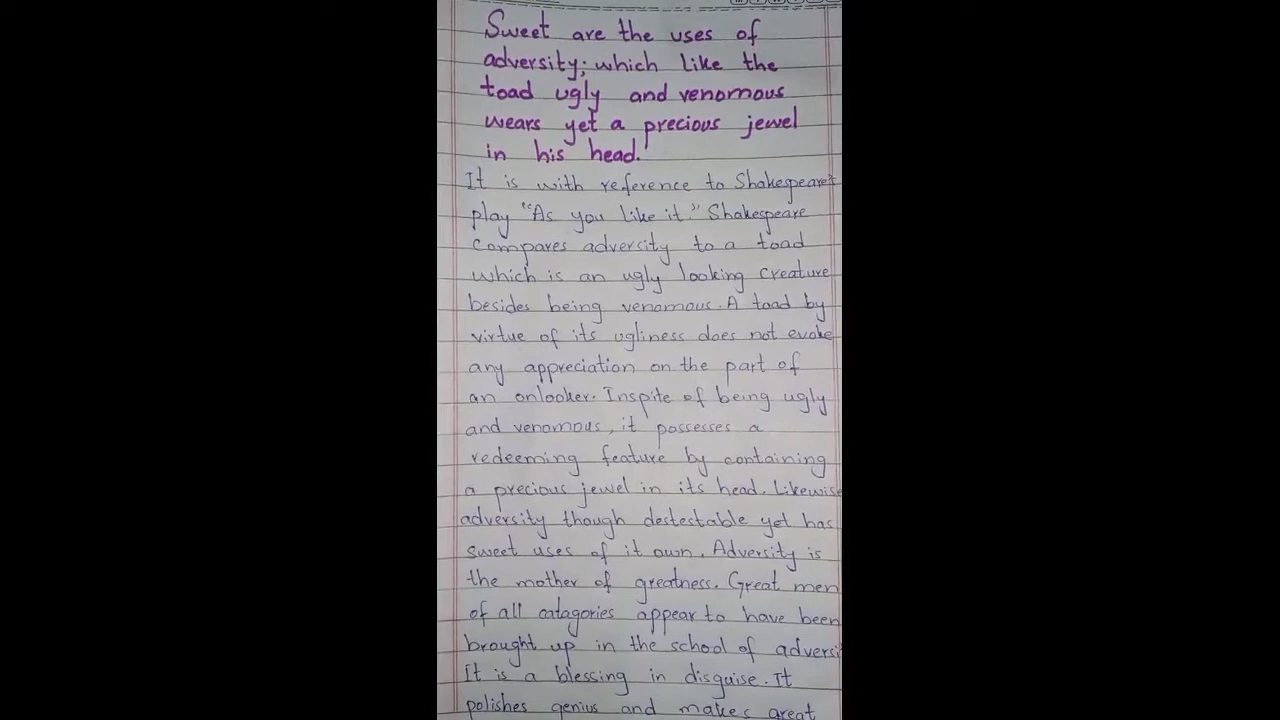 Sweet are the uses of
adversity; which like the
toad ugly and venomous
wears yet a precious jewel
in his head.
It is with reference to Shakespeare's
play "As you like it." Shakespeare
compares adversity to a toad
which is an ugly looking creature
besides being venomous. A toad by
virtue of its ugliness does not evoke
any appreciation on the part of
an onlooker. Inspite of being ugly
and venomous, it possesses a
redeeming feature by containing
a precious jewel in its head. Likewis
adversity though destestable yet has
sweet uses of it own. Adversity is
the mother of greatness. Great men
of all catagories appear to have been
brought up in the school of adversi
It is a blessing in disguise. It
polishes genius and makes great